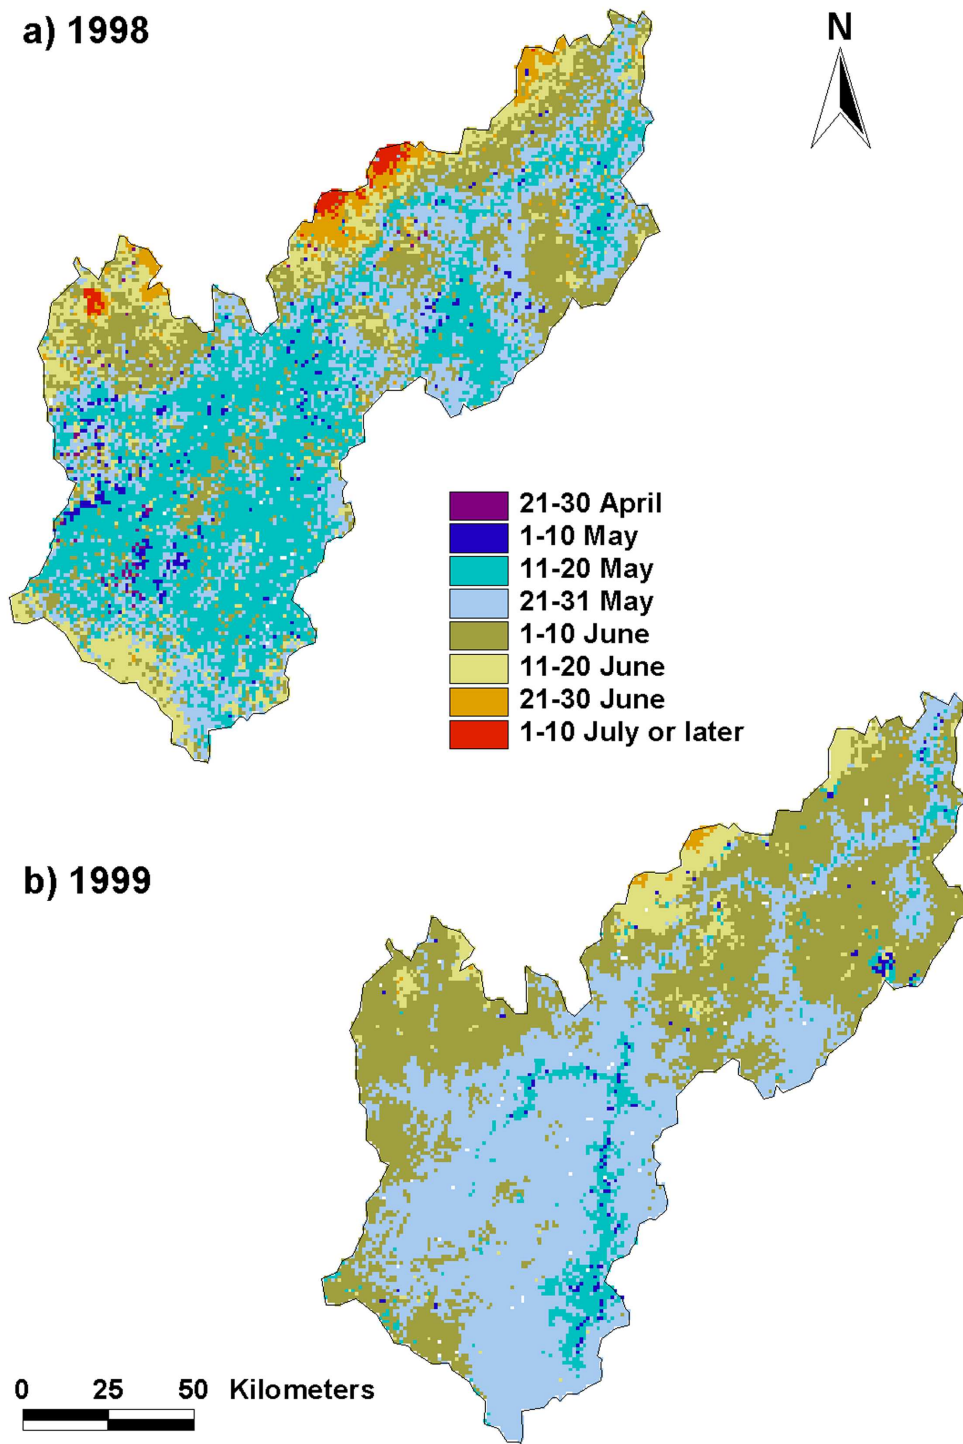 a) 1998
N
21-30 April
1-10 May
11-20 May
21-31 May
1-10 June
11-20 June
21-30 June
1-10 July or later
b) 1999
0 25 50 Kilometers